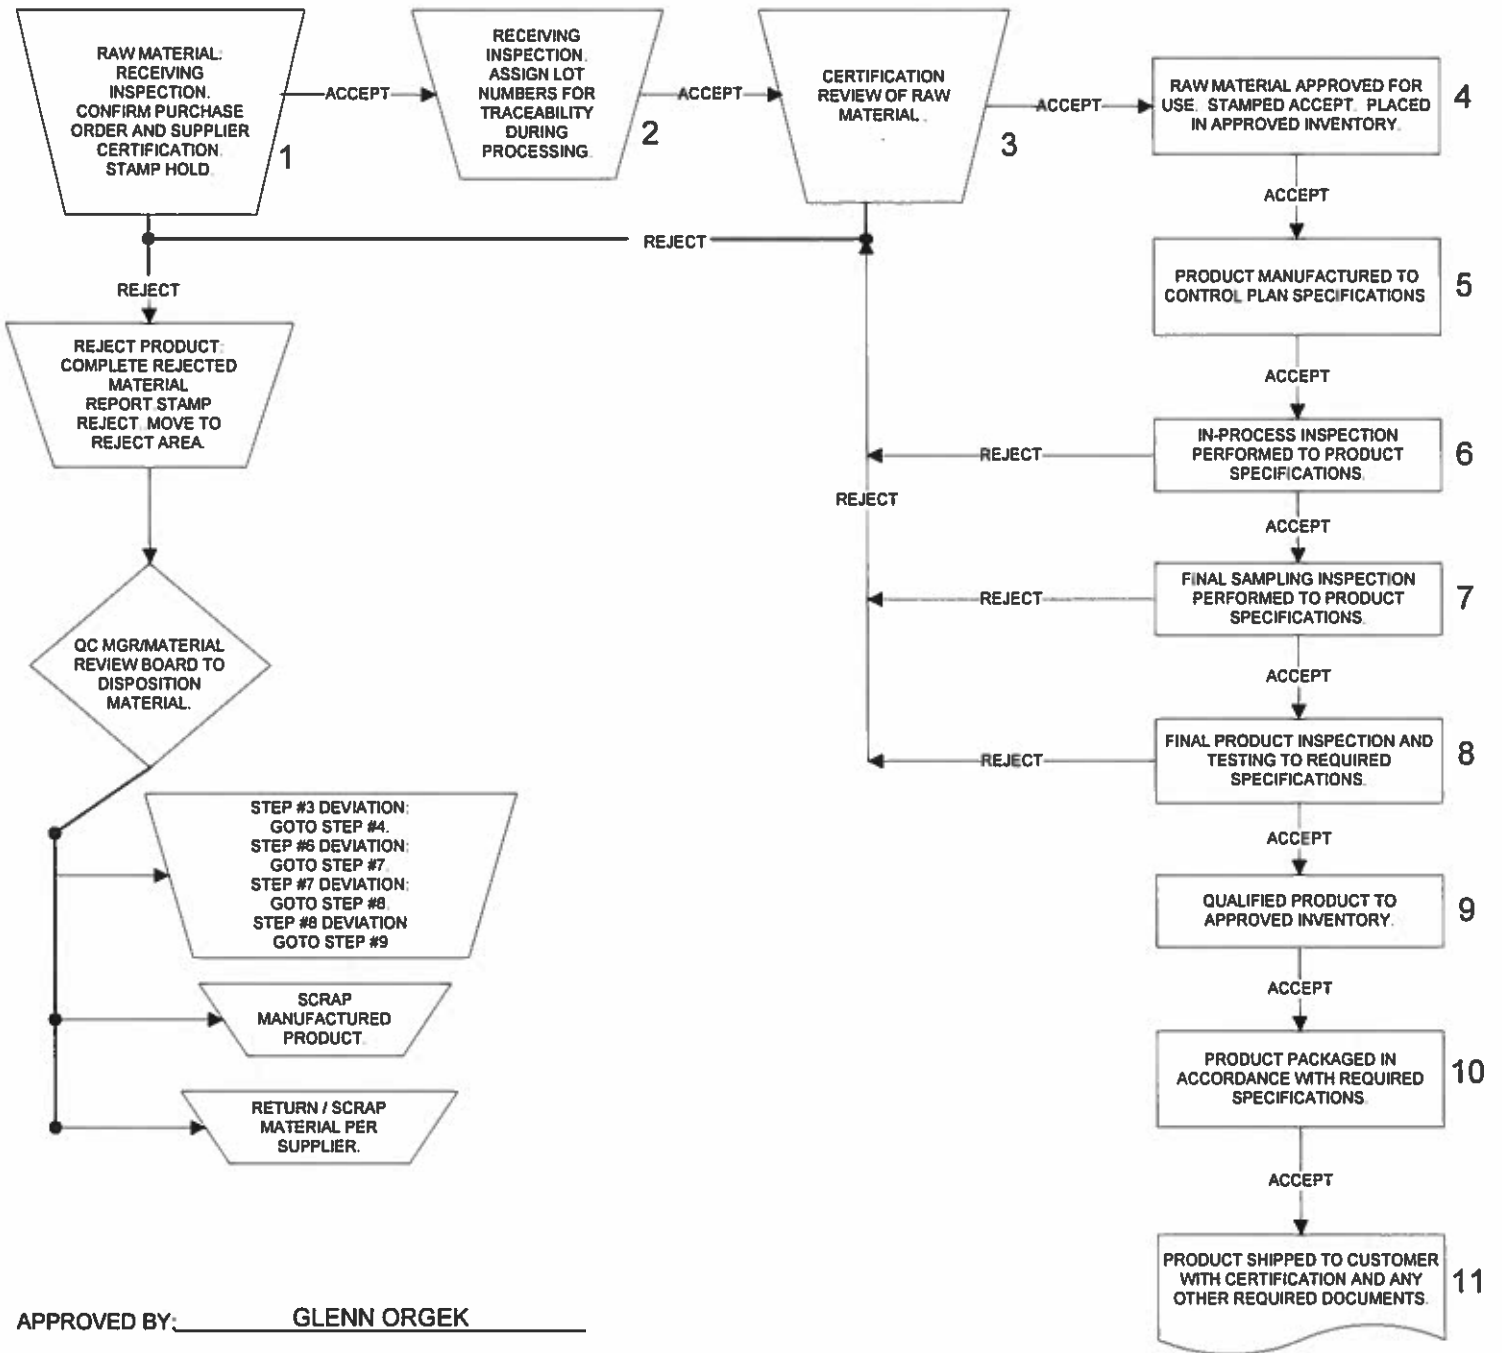 RAW MATERIAL:
RECEIVING
INSPECTION.
CONFIRM PURCHASE
ORDER AND SUPPLIER
CERTIFICATION.
STAMP HOLD.
1
ACCEPT
RECEIVING
INSPECTION.
ASSIGN LOT
NUMBERS FOR
TRACEABILITY
DURING
PROCESSING.
2
ACCEPT
CERTIFICATION
REVIEW OF RAW
MATERIAL.
3
ACCEPT
RAW MATERIAL APPROVED FOR
USE. STAMPED ACCEPT. PLACED
IN APPROVED INVENTORY.
4
ACCEPT
REJECT
REJECT
PRODUCT MANUFACTURED TO
CONTROL PLAN SPECIFICATIONS
5
ACCEPT
REJECT PRODUCT:
COMPLETE REJECTED
MATERIAL
REPORT STAMP
REJECT. MOVE TO
REJECT AREA.
IN-PROCESS INSPECTION
PERFORMED TO PRODUCT
SPECIFICATIONS.
6
REJECT
REJECT
ACCEPT
FINAL SAMPLING INSPECTION
PERFORMED TO PRODUCT
SPECIFICATIONS.
7
REJECT
ACCEPT
QC MGR/MATERIAL
REVIEW BOARD TO
DISPOSITION
MATERIAL.
FINAL PRODUCT INSPECTION AND
TESTING TO REQUIRED
SPECIFICATIONS.
8
REJECT
ACCEPT
STEP #3 DEVIATION:
GOTO STEP #4.
STEP #6 DEVIATION:
GOTO STEP #7.
STEP #7 DEVIATION:
GOTO STEP #8.
STEP #8 DEVIATION
GOTO STEP #9
QUALIFIED PRODUCT TO
APPROVED INVENTORY.
9
ACCEPT
SCRAP
MANUFACTURED
PRODUCT.
PRODUCT PACKAGED IN
ACCORDANCE WITH REQUIRED
SPECIFICATIONS.
10
RETURN / SCRAP
MATERIAL PER
SUPPLIER.
ACCEPT
PRODUCT SHIPPED TO CUSTOMER
WITH CERTIFICATION AND ANY
OTHER REQUIRED DOCUMENTS.
11
APPROVED BY: GLENN ORGEK